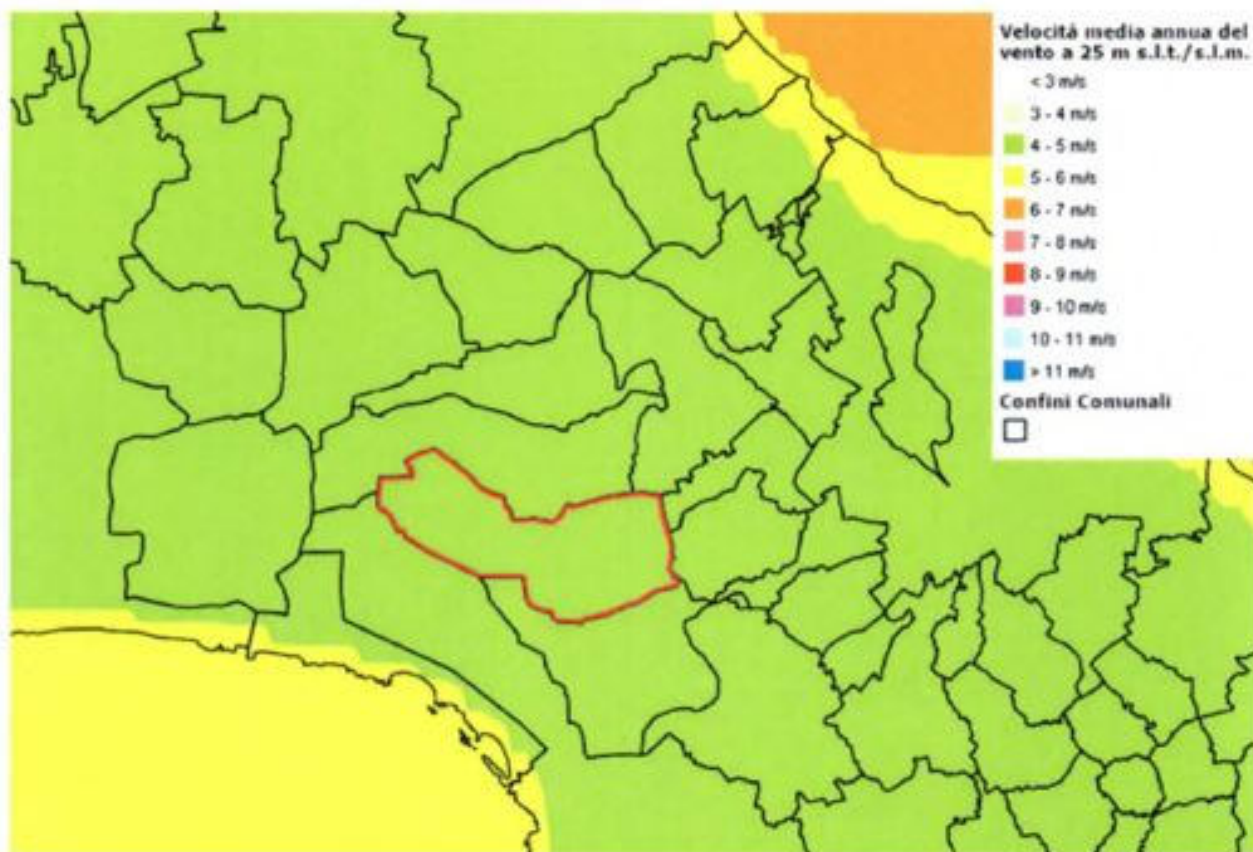 Velocità media annua del
vento a 25 m s.l.t./s.l.m.
< 3 m/s
3 - 4 m/s
4 - 5 m/s
5 - 6 m/s
6 - 7 m/s
7 - 8 m/s
8 - 9 m/s
9 - 10 m/s
10 - 11 m/s
> 11 m/s
Confini Comunali